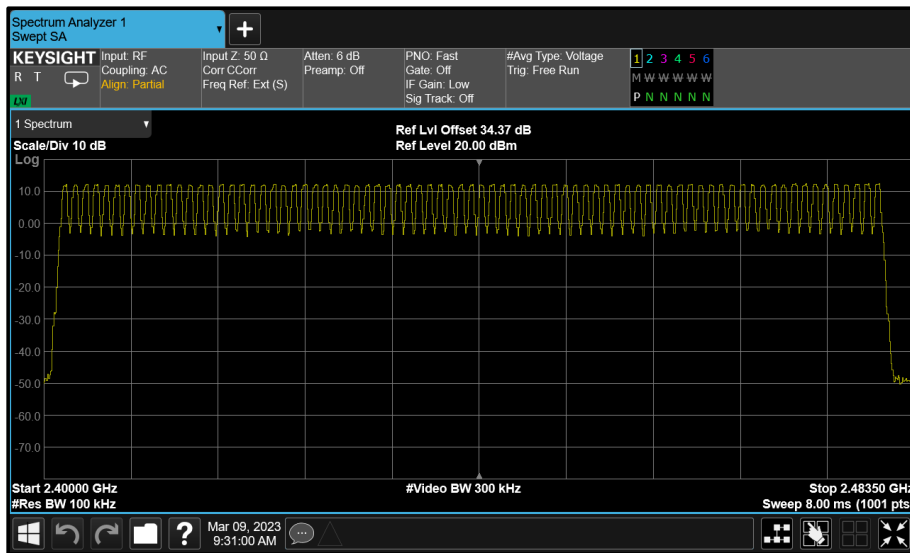 Spectrum Analyzer 1
Swept SA
+
KEYSIGHT
R T
LXI
Input: RF
Coupling: AC
Align: Partial
Input Z: 50 Ω
Corr CCorr
Freq Ref: Ext (S)
Atten: 6 dB
Preamp: Off
PNO: Fast
Gate: Off
IF Gain: Low
Sig Track: Off
#Avg Type: Voltage
Trig: Free Run
1 2 3 4 5 6
M W W W W W
P N N N N N
1 Spectrum
Scale/Div 10 dB
Ref Lvl Offset 34.37 dB
Ref Level 20.00 dBm
Log
10.0
0.00
-10.0
-20.0
-30.0
-40.0
-50.0
-60.0
-70.0
Start 2.40000 GHz
#Video BW 300 kHz
Stop 2.48350 GHz
#Res BW 100 kHz
Sweep 8.00 ms (1001 pts)
?
Mar 09, 2023
9:31:00 AM